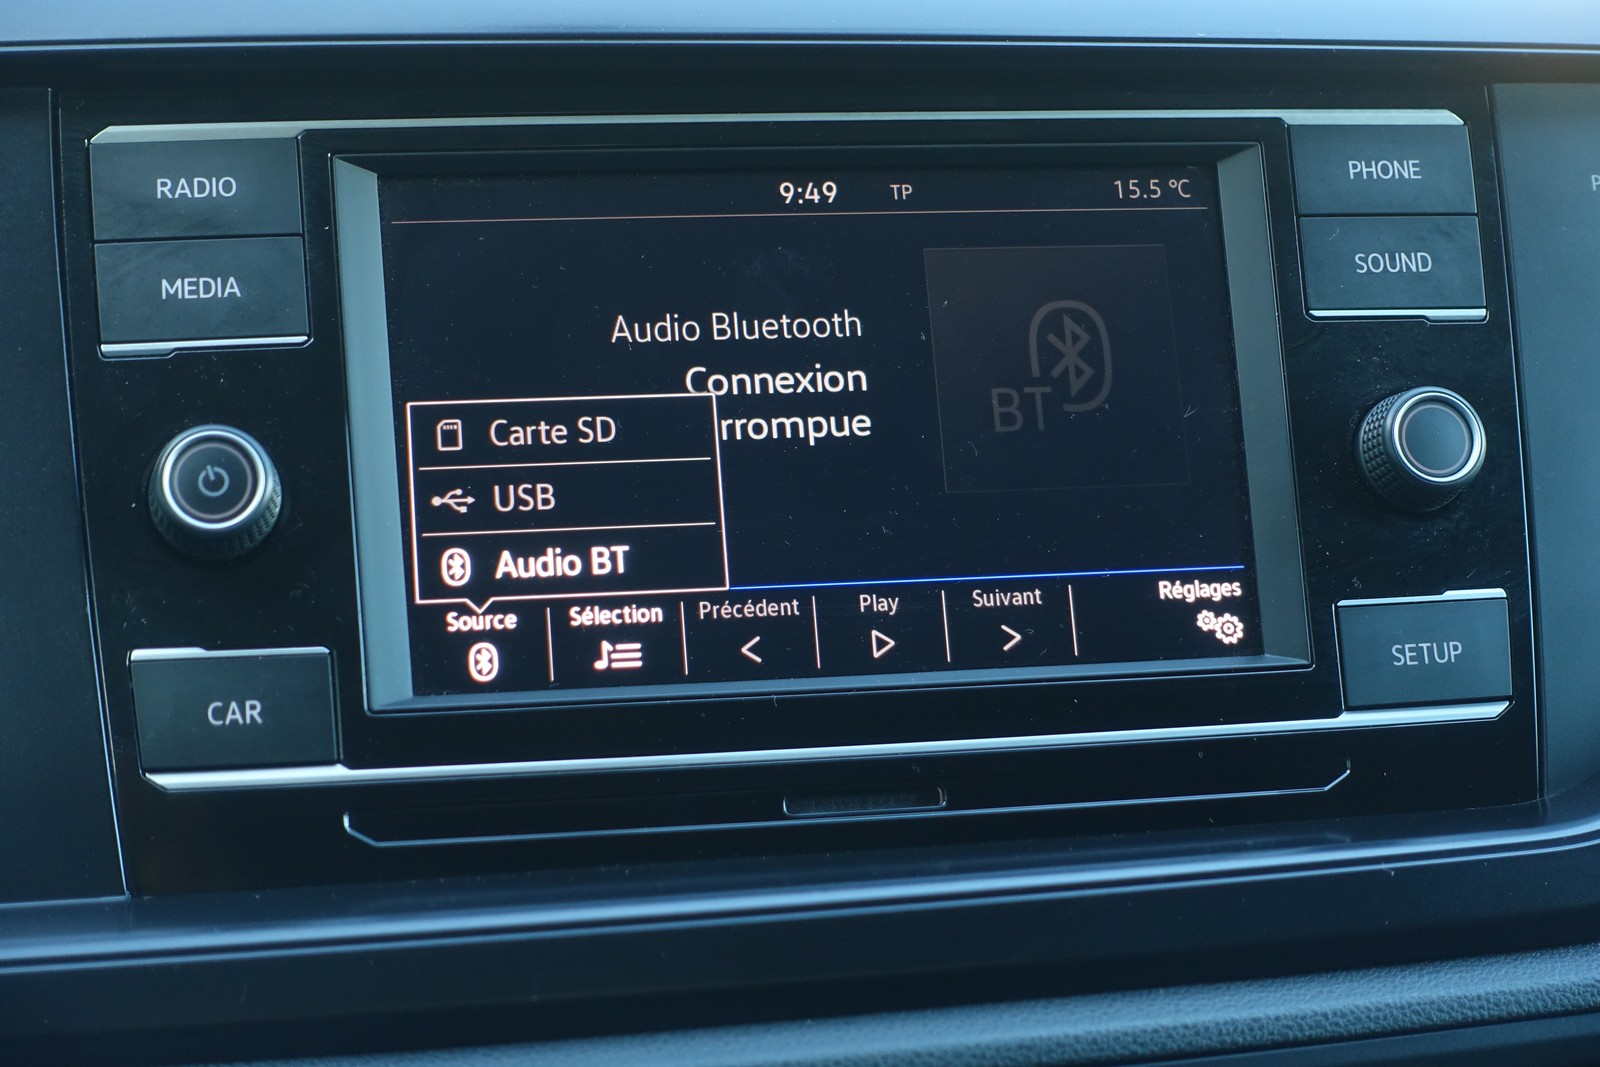 RADIO
MEDIA
CAR
PHONE
SOUND
SETUP
9:49 TP 15.5 °C
Audio Bluetooth
Connexion
rrompue
BT
Carte SD
USB
Audio BT
Source Sélection Précédent Play Suivant Réglages